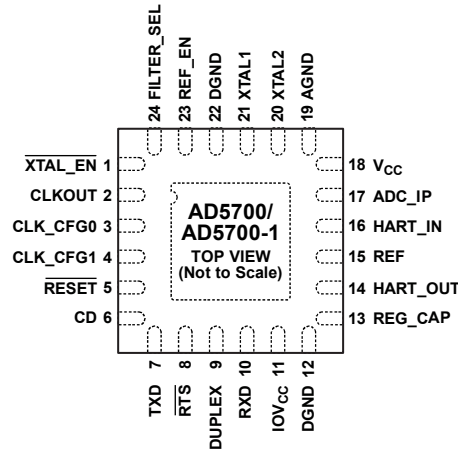 24 FILTER_SEL
23 REF_EN
22 DGND
21 XTAL1
20 XTAL2
19 AGND
XTAL_EN 1
CLKOUT 2
CLK_CFG0 3
CLK_CFG1 4
RESET 5
CD 6
AD5700/
AD5700-1
TOP VIEW
(Not to Scale)
18 VCC
17 ADC_IP
16 HART_IN
15 REF
14 HART_OUT
13 REG_CAP
TXD 7
RTS 8
DUPLEX 9
RXD 10
IOVCC 11
DGND 12